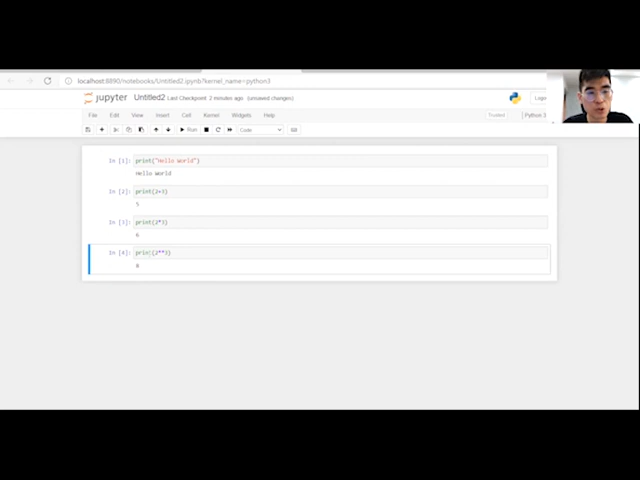 localhost:8890/notebooks/Untitled2.ipynb?kernel_name=python3
jupyter Untitled2 Last Checkpoint: 2 minutes ago (unsaved changes)
File Edit View Insert Cell Kernel Widgets Help Trusted Python 3
Run Code
In [1]: print("Hello World")
Hello World
In [2]: print(2+3)
5
In [3]: print(2*3)
6
In [4]: print(2**3)
8